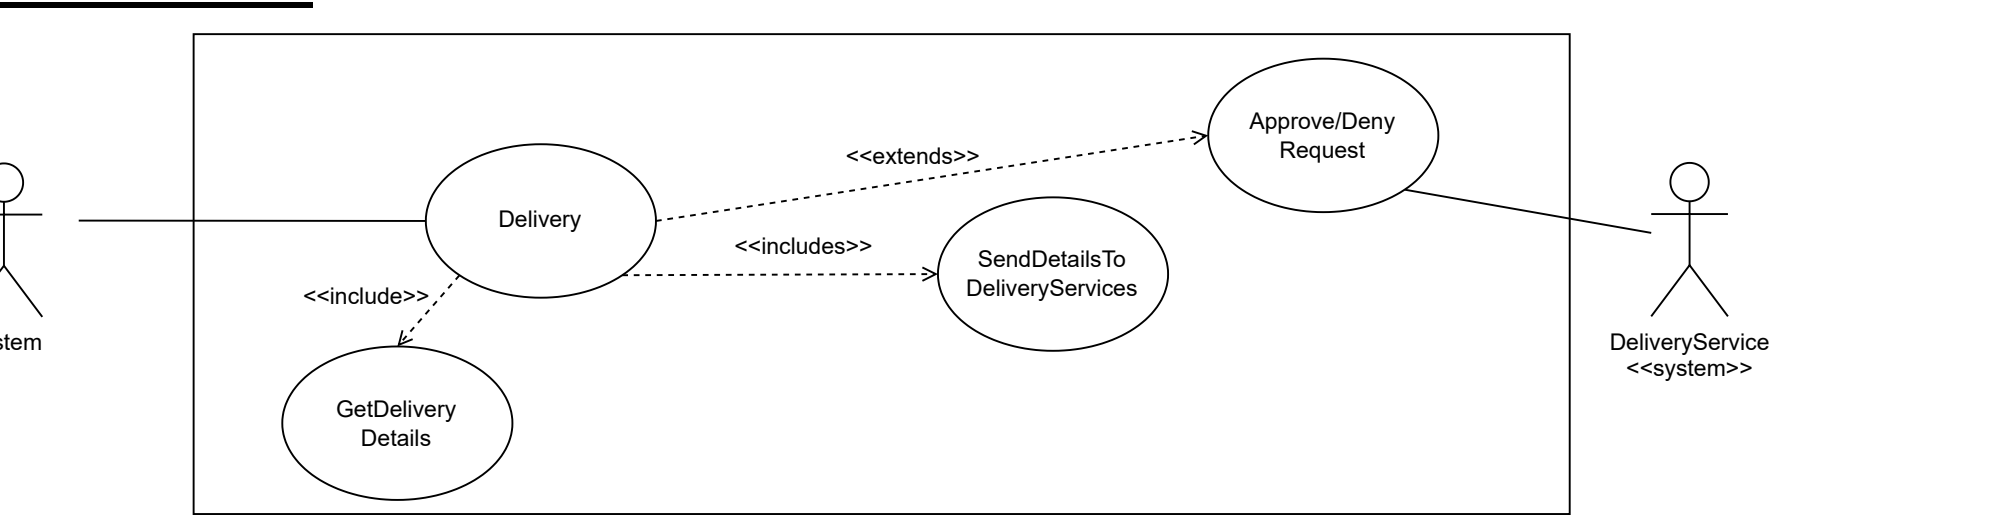 Approve/Deny
Request
<<extends>>
Delivery
<<includes>>
SendDetailsTo
DeliveryServices
<<include>>
stem
DeliveryService
<<system>>
GetDelivery
Details